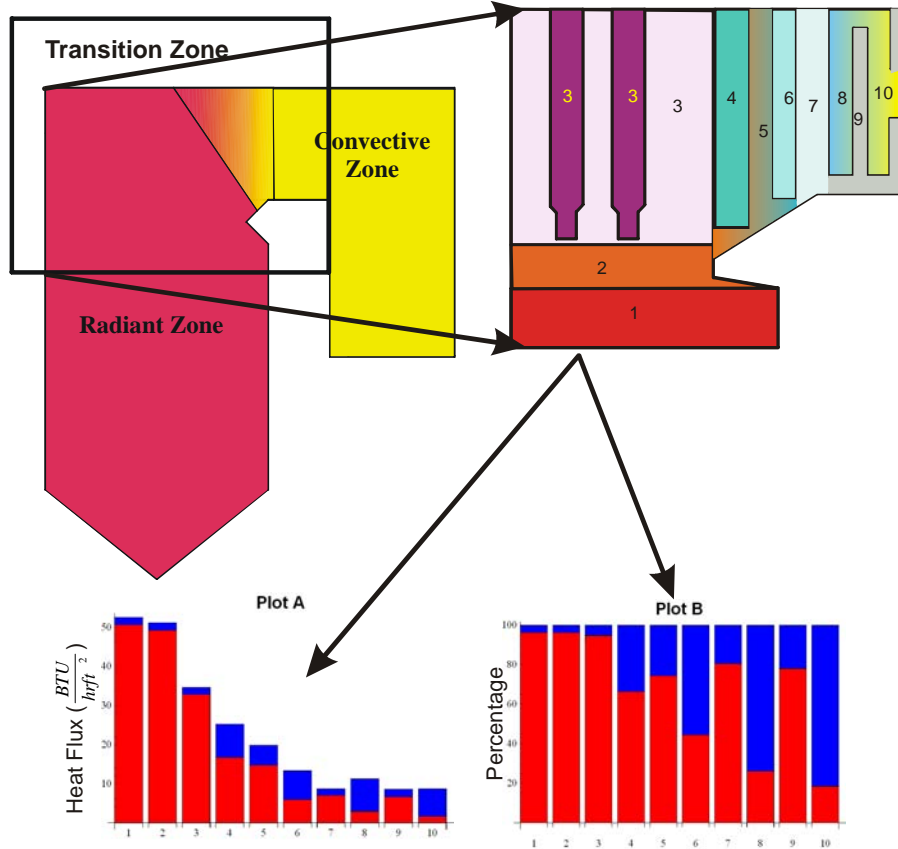 Transition Zone
Convective
Zone
Radiant Zone
3 3 3 4 5 6 7 8 9 10
2
1
Plot A
Heat Flux (BTU/hrft²)
50
40
30
20
10
1 2 3 4 5 6 7 8 9 10
Plot B
Percentage
100
80
60
40
20
1 2 3 4 5 6 7 8 9 10